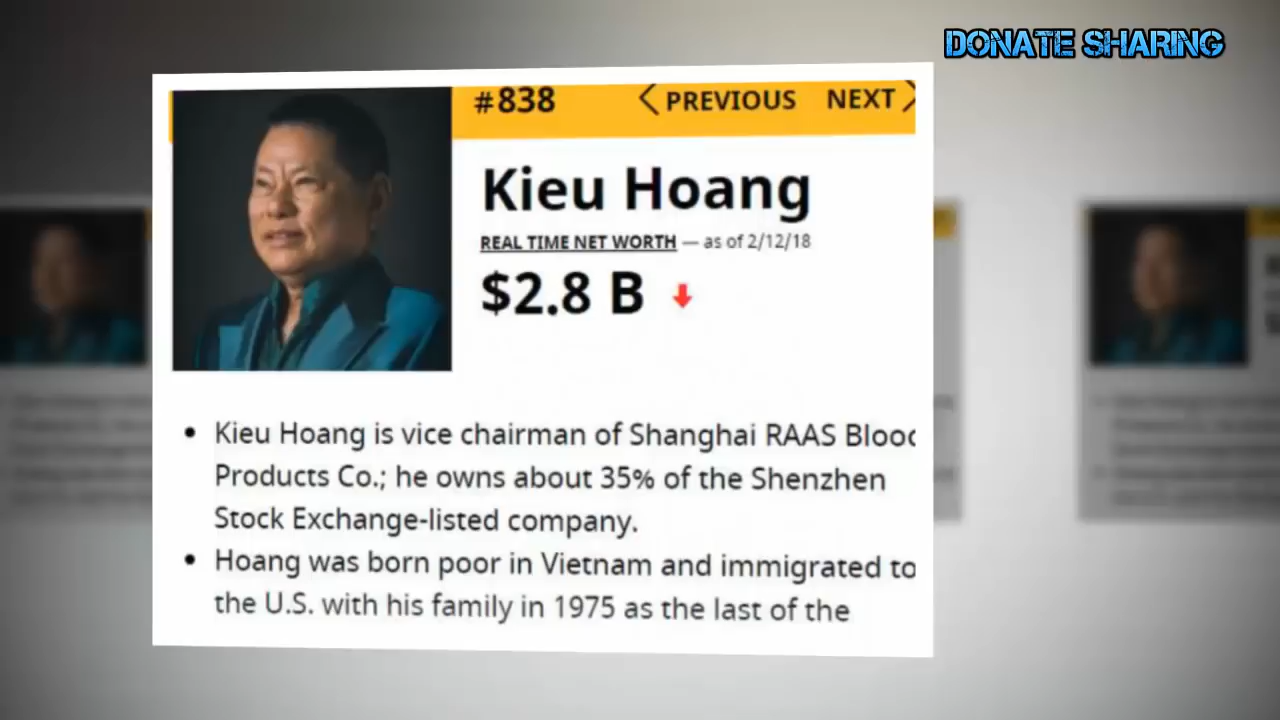 DONATE SHARING
#838
PREVIOUS NEXT
Kieu Hoang
REAL TIME NET WORTH — as of 2/12/18
$2.8 B
• Kieu Hoang is vice chairman of Shanghai RAAS Blood
Products Co.; he owns about 35% of the Shenzhen
Stock Exchange-listed company.
• Hoang was born poor in Vietnam and immigrated to
the U.S. with his family in 1975 as the last of the